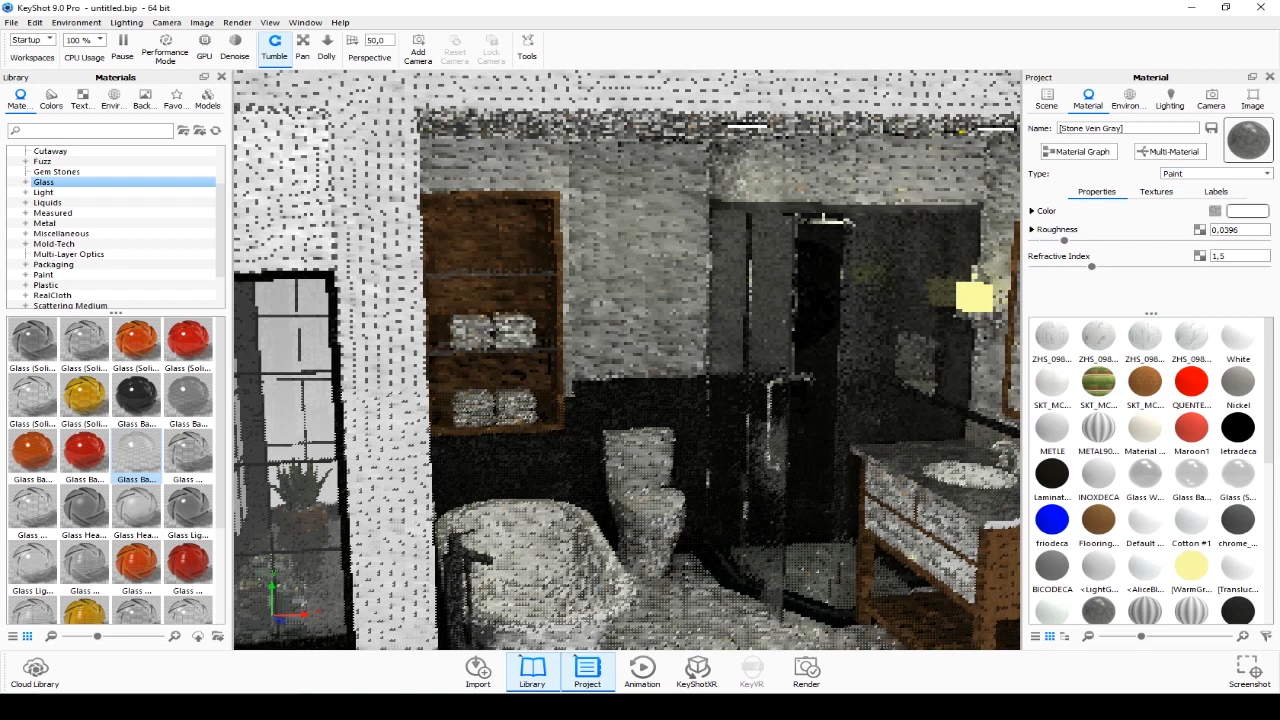 KeyShot 9.0 Pro - untitled.bip - 64 bit
File Edit Environment Lighting Camera Image Render View Window Help
Startup 100 % 50,0
Workspaces CPU Usage Pause Performance Mode GPU Denoise Tumble Pan Dolly Perspective Add Camera Reset Camera Lock Camera Tools
Library Materials
Mate... Colors Text... Envir... Back... Favo... Models
Cutaway
Fuzz
Gem Stones
Glass
Light
Liquids
Measured
Metal
Miscellaneous
Mold-Tech
Multi-Layer Optics
Packaging
Paint
Plastic
RealCloth
Scattering Medium
Glass (Soli... Glass (Soli... Glass (Soli... Glass (Soli...
Glass (Soli... Glass (Soli... Glass Ba... Glass Ba...
Glass Ba... Glass Ba... Glass Ba... Glass ...
Glass ... Glass Hea... Glass Hea... Glass Lig...
Glass Lig... Glass ... Glass ... Glass ...
Project Material
Scene Material Environ... Lighting Camera Image
Name: [Stone Vein Gray]
Material Graph Multi-Material
Type: Paint
Properties Textures Labels
Color
Roughness 0,0396
Refractive Index 1,5
ZHS_098... ZHS_098... ZHS_098... ZHS_098... White
SKT_MC... SKT_MC... SKT_MC... QUENTE... Nickel
METLE METAL90... Material ... Maroon1 letradeca
Laminat... INOXDECA Glass W... Glass Ba... Glass (S...
friodeca Flooring... Default ... Cotton #1 chrome_...
BICODECA <LightG... <AliceBl... [WarmGr... [Transluc...
Cloud Library Import Library Project Animation KeyShotXR KeyVR Render Screenshot